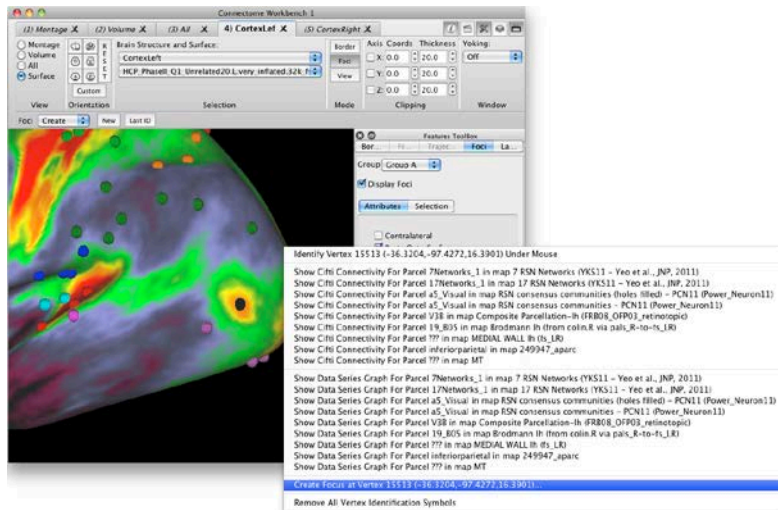 Connectome Workbench 1
(1) Montage X (2) Volume X (3) All X 4) CortexLef X (5) CortexRight X
Montage
Volume
All
Surface
View
RESET
Custom
Orientation
Brain Structure and Surface:
CortexLeft
HCP_PhaseII_Q1_Unrelated20.L.very_inflated.32k_f
Selection
Border
Foci
View
Mode
Axis Coords Thickness
X: 0.0 20.0
Y: 0.0 20.0
Z: 0.0 20.0
Clipping
Yoking:
Off
Window
Foci Create New Last ID
Features Toolbox
Bor... Fi... Trajec... Foci La...
Group Group A
Display Foci
Attributes Selection
Contralateral
Identify Vertex 15513 (-36.3204,-97.4272,16.3901) Under Mouse
Show Cifti Connectivity For Parcel 7Networks_1 in map 7 RSN Networks (YKS11 - Yeo et al., JNP, 2011)
Show Cifti Connectivity For Parcel 17Networks_1 in map 17 RSN Networks (YKS11 - Yeo et al., JNP, 2011)
Show Cifti Connectivity For Parcel a5_Visual in map RSN consensus communities (holes filled) - PCN11 (Power_Neuron11)
Show Cifti Connectivity For Parcel a5_Visual in map RSN consensus communities - PCN11 (Power_Neuron11)
Show Cifti Connectivity For Parcel V3B in map Composite Parcellation-lh (FRB08_OFP03_retinotopic)
Show Cifti Connectivity For Parcel 19_B05 in map Brodmann lh (from colin.R via pals_R-to-fs_LR)
Show Cifti Connectivity For Parcel ??? in map MEDIAL WALL lh (fs_LR)
Show Cifti Connectivity For Parcel inferiorparietal in map 249947_aparc
Show Cifti Connectivity For Parcel ??? in map MT
Show Data Series Graph For Parcel 7Networks_1 in map 7 RSN Networks (YKS11 - Yeo et al., JNP, 2011)
Show Data Series Graph For Parcel 17Networks_1 in map 17 RSN Networks (YKS11 - Yeo et al., JNP, 2011)
Show Data Series Graph For Parcel a5_Visual in map RSN consensus communities (holes filled) - PCN11 (Power_Neuron11)
Show Data Series Graph For Parcel a5_Visual in map RSN consensus communities - PCN11 (Power_Neuron11)
Show Data Series Graph For Parcel V3B in map Composite Parcellation-lh (FRB08_OFP03_retinotopic)
Show Data Series Graph For Parcel 19_B05 in map Brodmann lh (from colin.R via pals_R-to-fs_LR)
Show Data Series Graph For Parcel ??? in map MEDIAL WALL lh (fs_LR)
Show Data Series Graph For Parcel inferiorparietal in map 249947_aparc
Show Data Series Graph For Parcel ??? in map MT
Create Focus at Vertex 15513 (-36.3204,-97.4272,16.3901)...
Remove All Vertex Identification Symbols